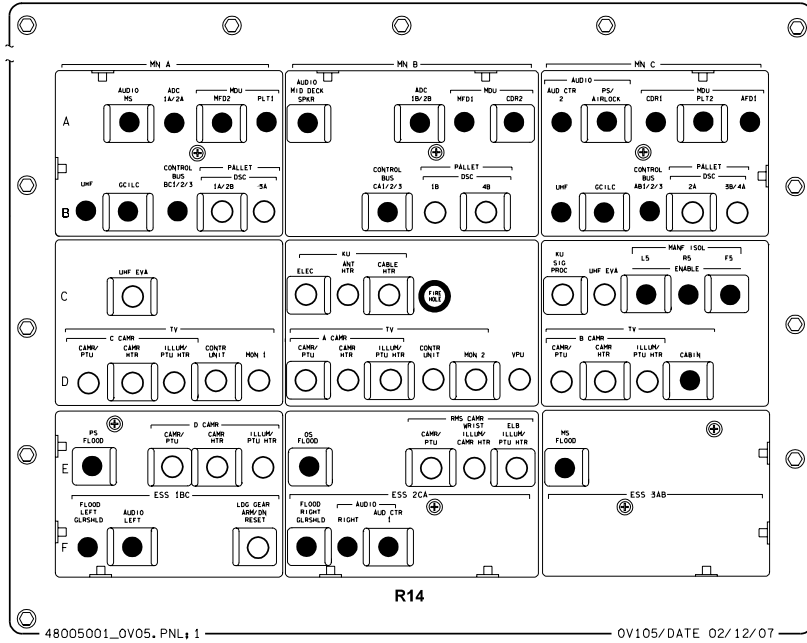 MN A MN B MN C
AUDIO MS ADC 1A/2A MDU MFD2 PLT1
AUDIO MID DECK SPKR ADC 1B/2B MDU MFD1 CDR2
AUDIO AUD CTR 2 PS/ AIRLOCK MDU CDR1 PLT2 AFD1
A
UHF GCILC CONTROL BUS BC1/2/3 PALLET DSC 1A/2B 5A
CONTROL BUS CA1/2/3 PALLET DSC 1B 4B
UHF GCILC CONTROL BUS AB1/2/3 PALLET DSC 2A 3B/4A
B
UHF EVA
KU ELEC ANT HTR CABLE HTR FIRE HOLE
KU SIG PROC UHF EVA MANF ISOL L5 R5 F5 ENABLE
C
TV C CAMR CAMR/ PTU CAMR HTR ILLUM/ PTU HTR CONTR UNIT MON 1
TV A CAMR CAMR/ PTU CAMR HTR ILLUM/ PTU HTR CONTR UNIT MON 2 VPU
TV B CAMR CAMR/ PTU CAMR HTR ILLUM/ PTU HTR CABIN
D
PS FLOOD D CAMR CAMR/ PTU CAMR HTR ILLUM/ PTU HTR
OS FLOOD RMS CAMR CAMR/ PTU WRIST ILLUM/ CAMR HTR ELB ILLUM/ PTU HTR
MS FLOOD
E
ESS 1BC ESS 2CA ESS 3AB
FLOOD LEFT GLRSHLD AUDIO LEFT LDG GEAR ARM/DN RESET
FLOOD RIGHT GLRSHLD AUDIO RIGHT AUD CTR 1
F
R14
48005001_OV05.PNL; 1 OV105/DATE 02/12/07